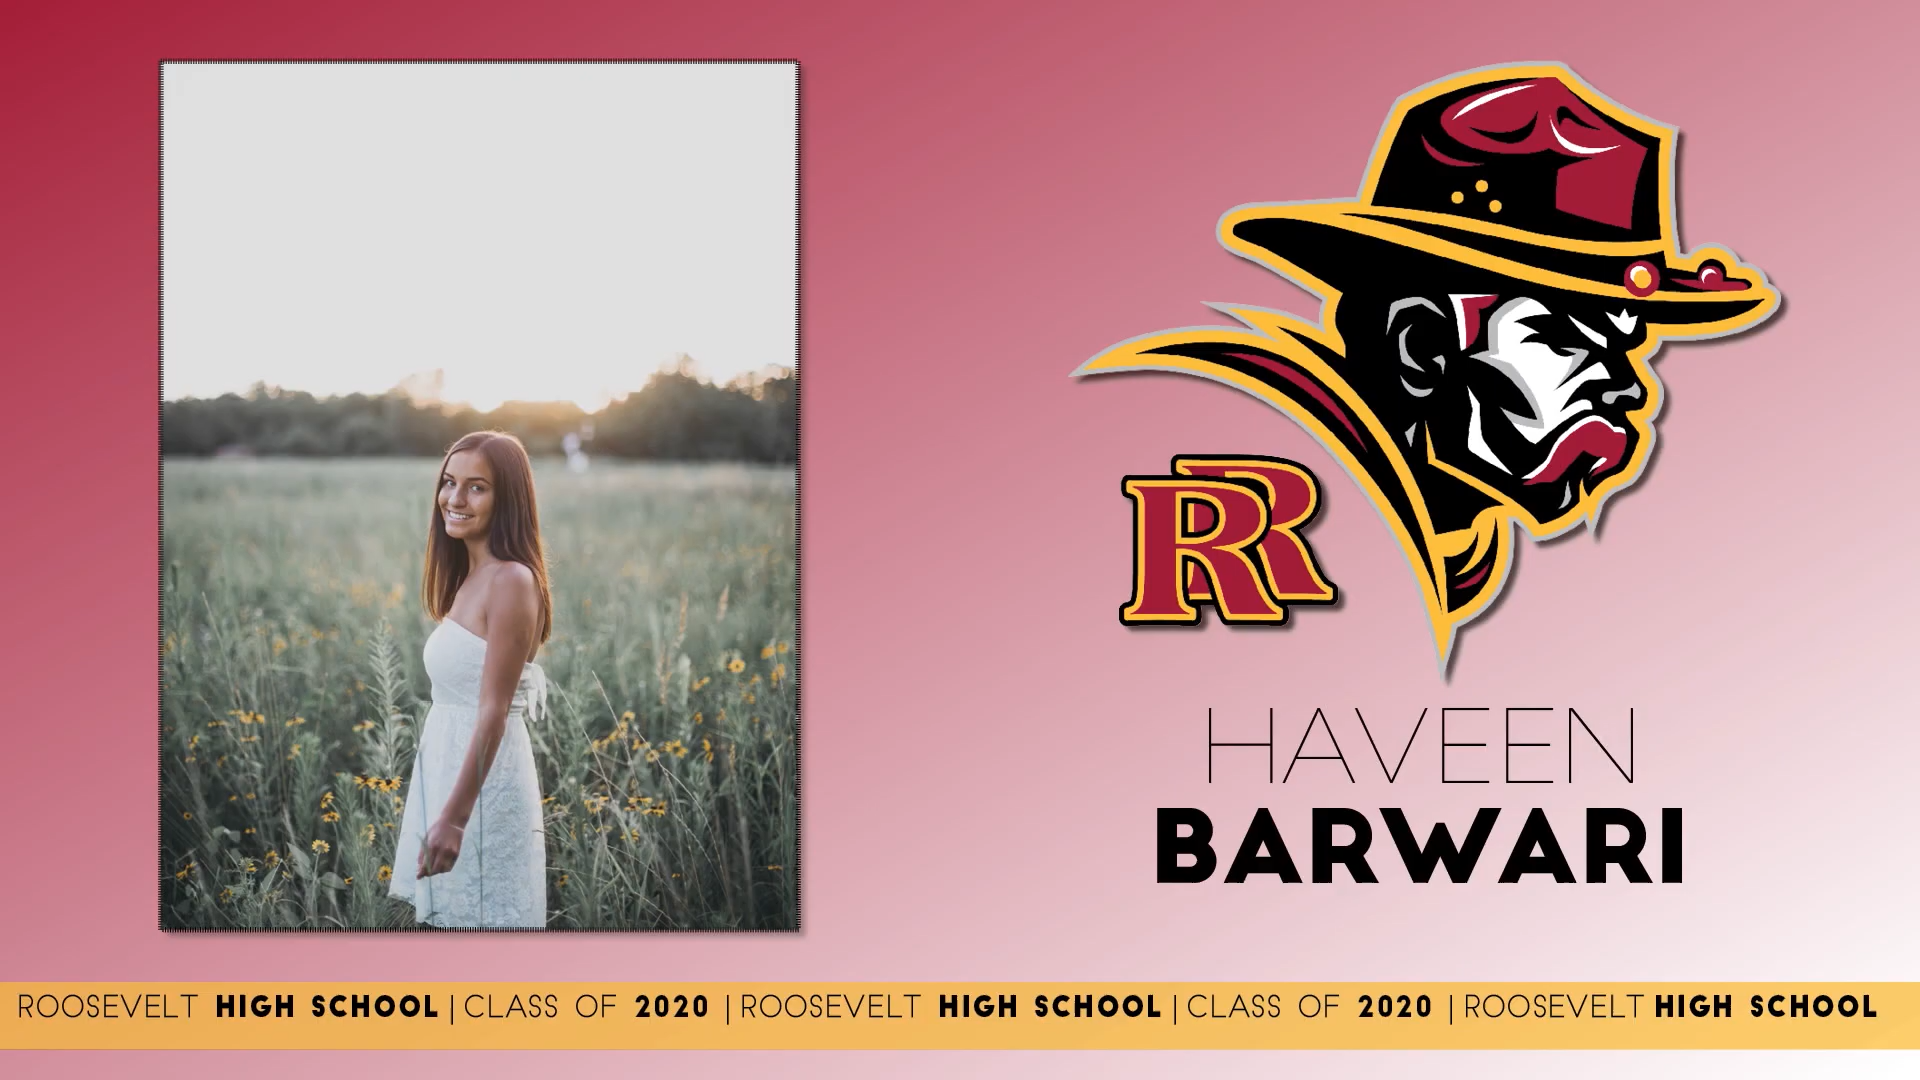 RR
HAVEEN
BARWARI
ROOSEVELT HIGH SCHOOL | CLASS OF 2020 | ROOSEVELT HIGH SCHOOL | CLASS OF 2020 | ROOSEVELT HIGH SCHOOL